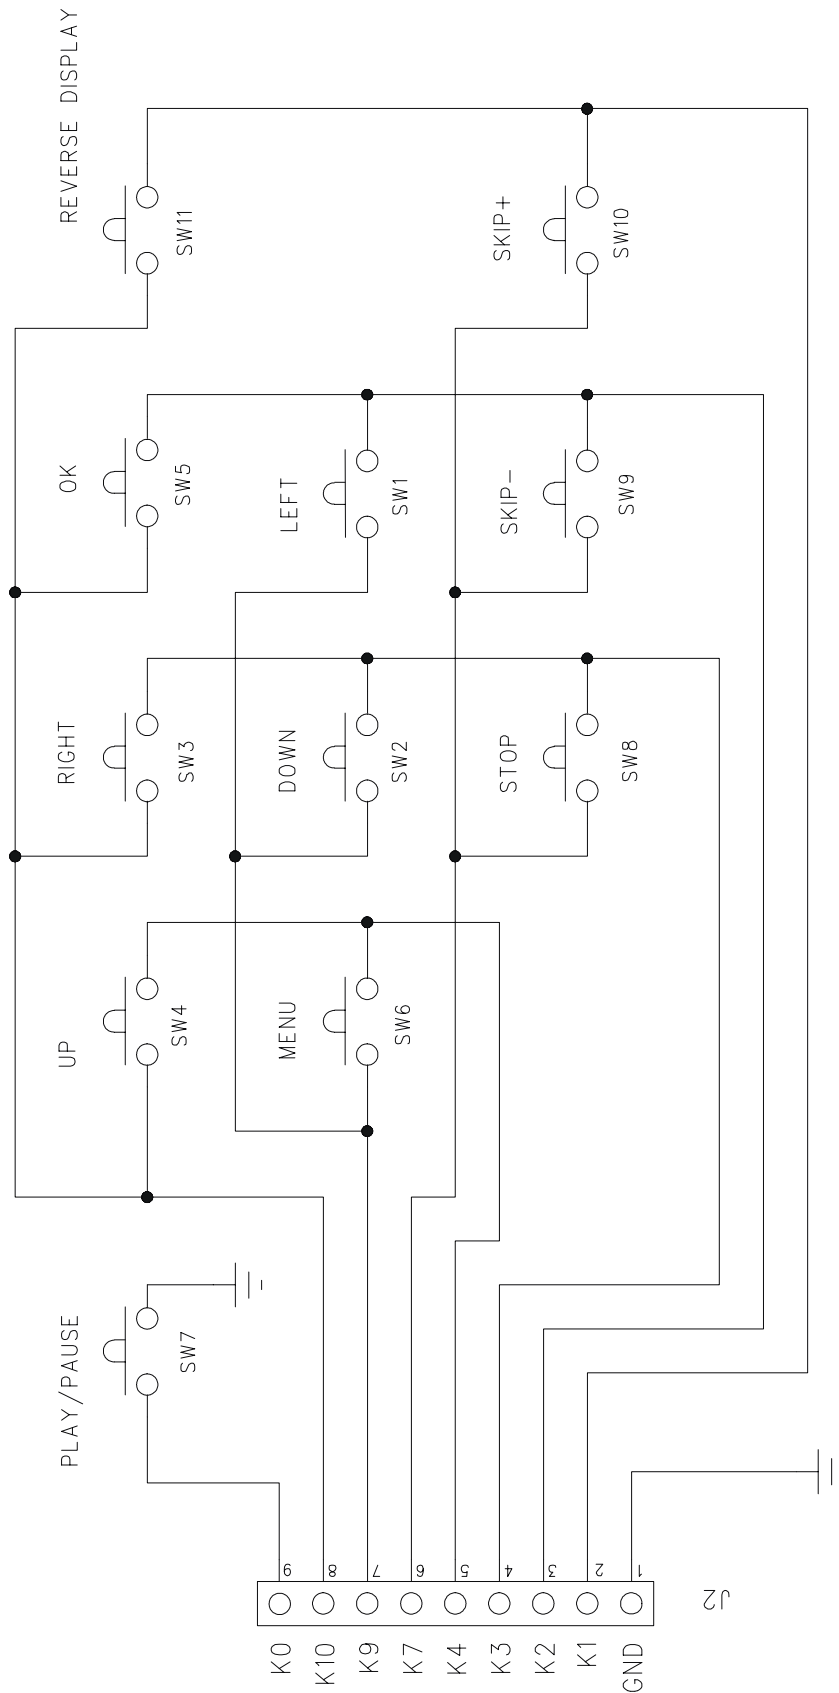 REVERSE DISPLAY
SW11
SKIP+
SW10
OK
SW5
LEFT
SW1
SKIP-
SW9
RIGHT
SW3
DOWN
SW2
STOP
SW8
UP
SW4
MENU
SW6
PLAY/PAUSE
SW7
9
8
7
6
5
4
3
2
1
J2
K0
K10
K9
K7
K4
K3
K2
K1
GND